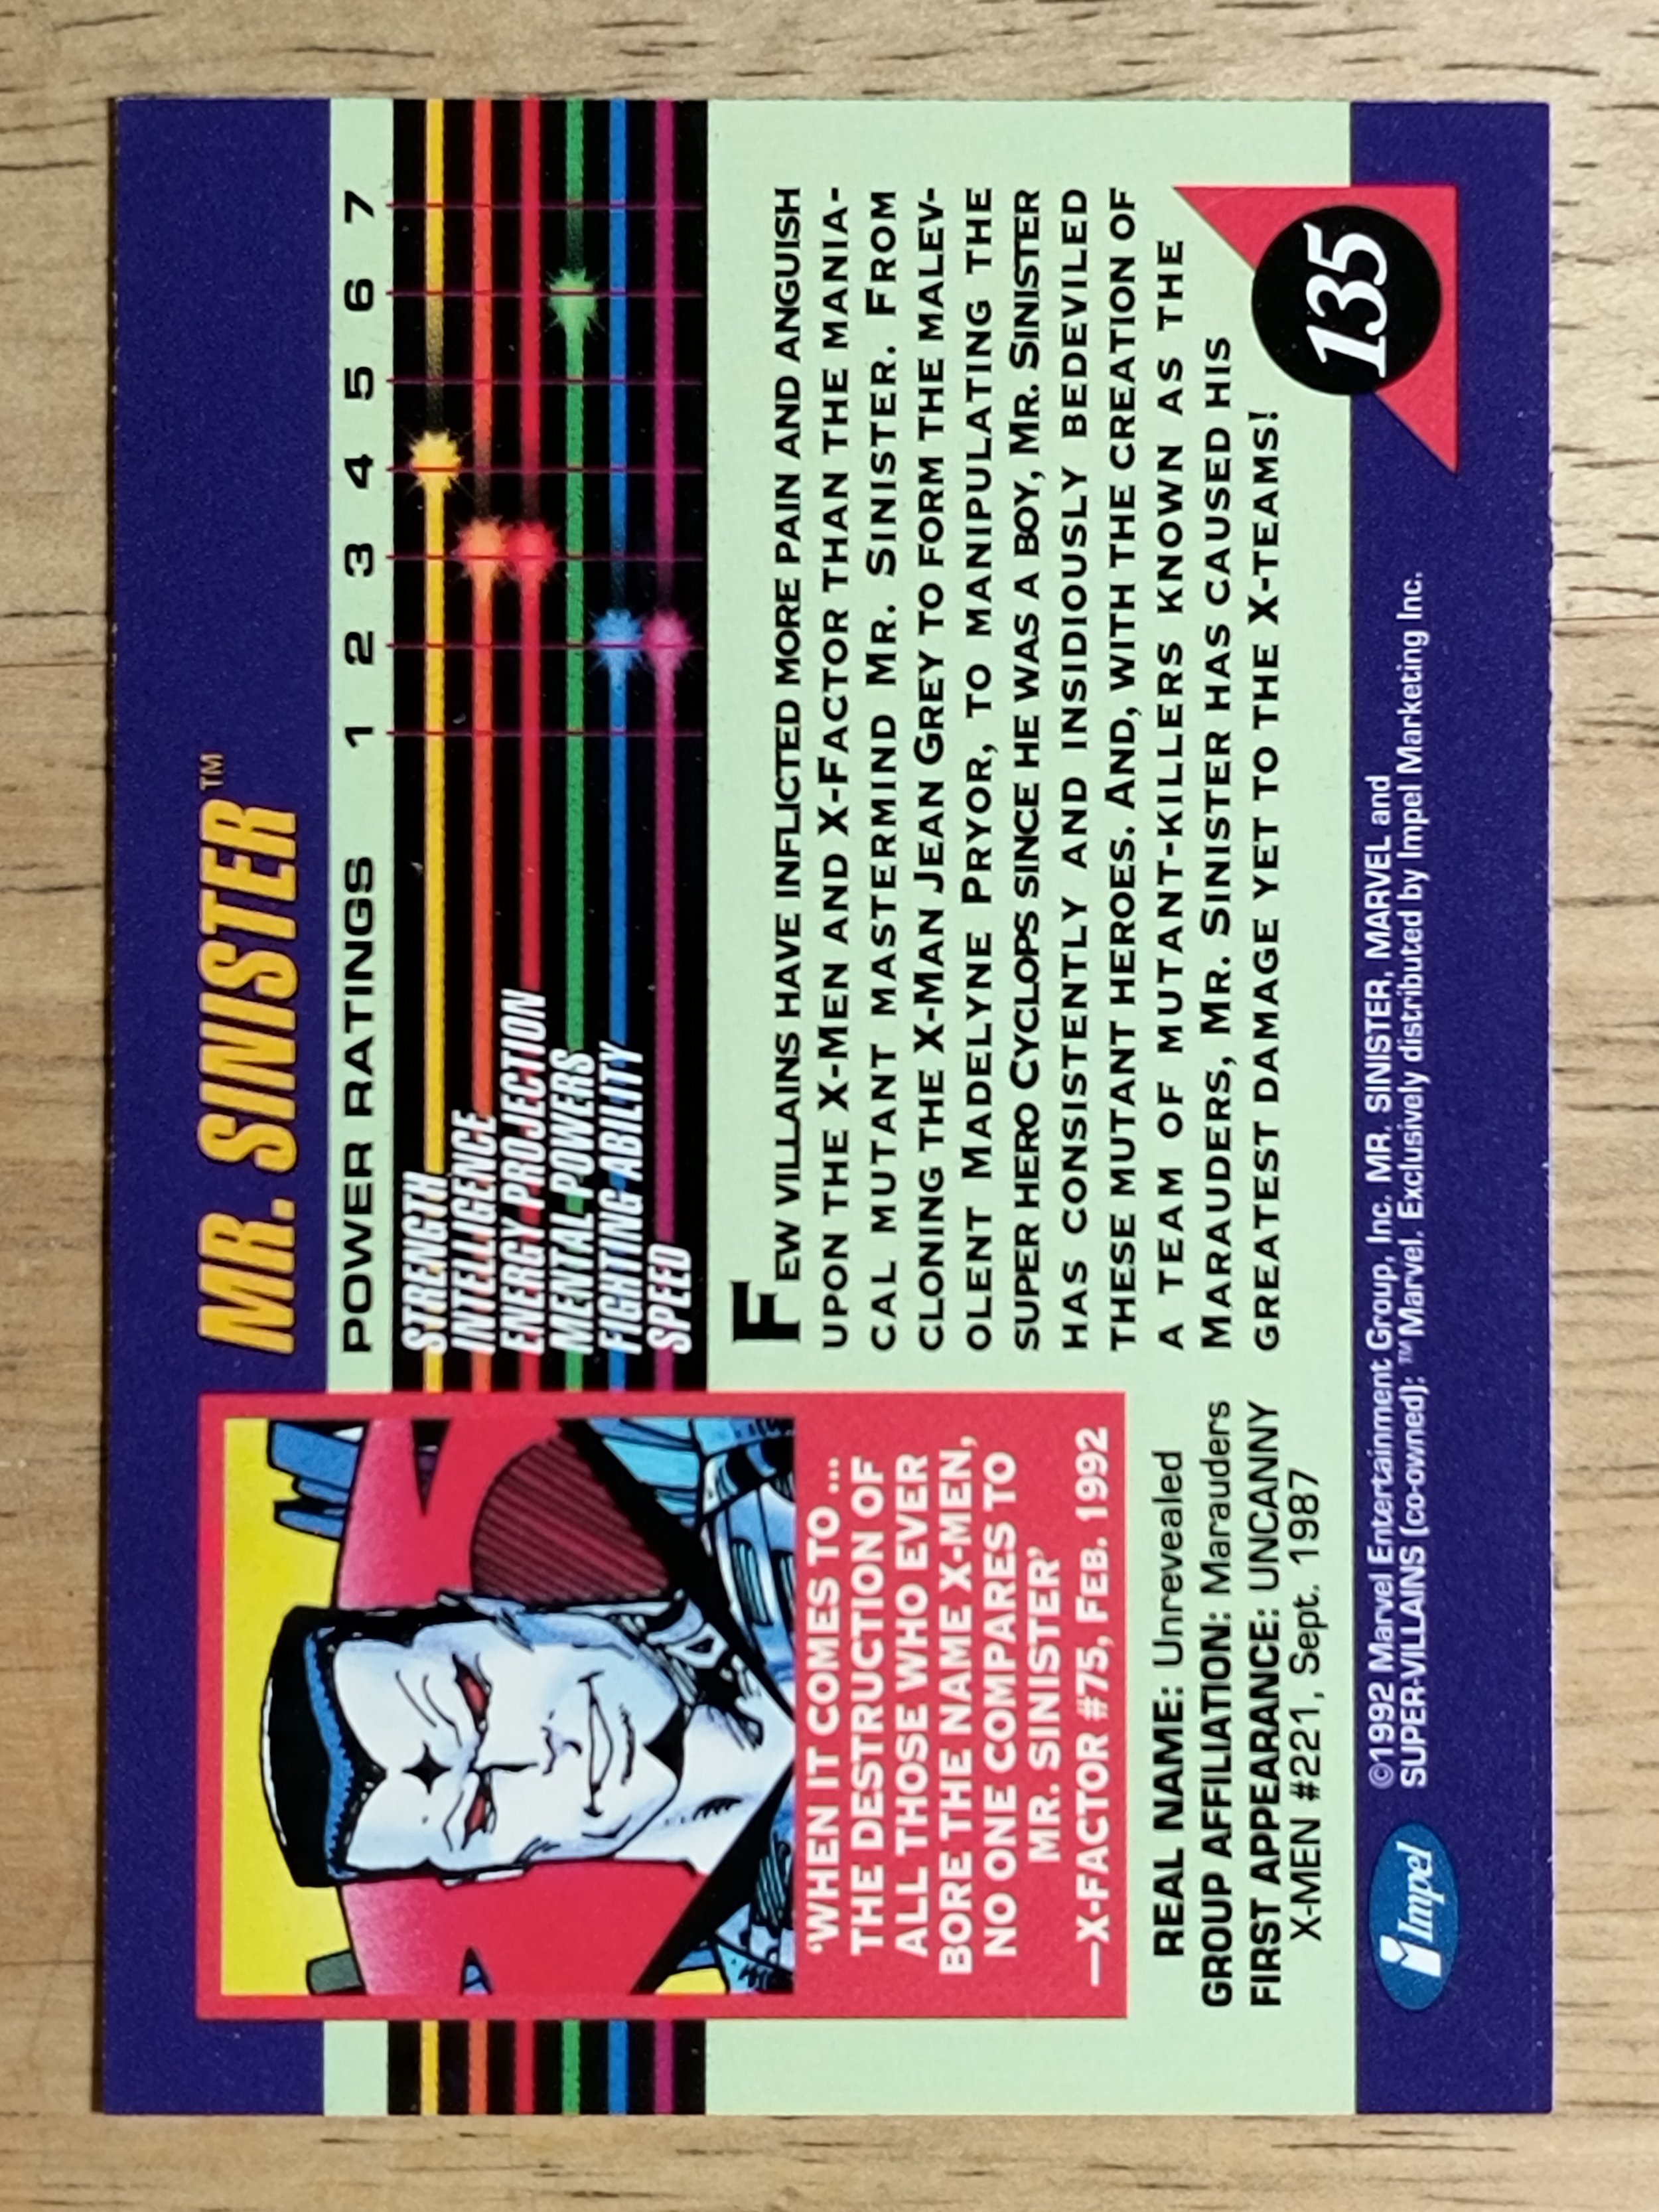 MR. SINISTER™
POWER RATINGS 1 2 3 4 5 6 7
STRENGTH
INTELLIGENCE
ENERGY PROJECTION
MENTAL POWERS
FIGHTING ABILITY
SPEED
'WHEN IT COMES TO ...
THE DESTRUCTION OF
ALL THOSE WHO EVER
BORE THE NAME X-MEN,
NO ONE COMPARES TO
MR. SINISTER'
—X-FACTOR #75, FEB. 1992
REAL NAME: Unrevealed
GROUP AFFILIATION: Marauders
FIRST APPEARANCE: UNCANNY
X-MEN #221, Sept. 1987
FEW VILLAINS HAVE INFLICTED MORE PAIN AND ANGUISH
UPON THE X-MEN AND X-FACTOR THAN THE MANIA-
CAL MUTANT MASTERMIND MR. SINISTER. FROM
CLONING THE X-MAN JEAN GREY TO FORM THE MALEV-
OLENT MADELYNE PRYOR, TO MANIPULATING THE
SUPER HERO CYCLOPS SINCE HE WAS A BOY, MR. SINISTER
HAS CONSISTENTLY AND INSIDIOUSLY BEDEVILED
THESE MUTANT HEROES. AND, WITH THE CREATION OF
A TEAM OF MUTANT-KILLERS KNOWN AS THE
MARAUDERS, MR. SINISTER HAS CAUSED HIS
GREATEST DAMAGE YET TO THE X-TEAMS!
135
Impel
©1992 Marvel Entertainment Group, Inc. MR. SINISTER, MARVEL and
SUPER-VILLAINS (co-owned): ™Marvel. Exclusively distributed by Impel Marketing Inc.